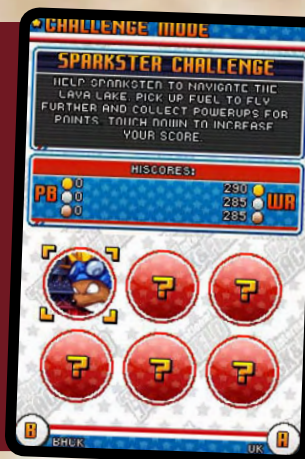 CHALLENGE MODE
SPARKSTER CHALLENGE
HELP SPARKSTER TO NAVIGATE THE
LAVA LAKE. PICK UP FUEL TO FLY
FURTHER AND COLLECT POWERUPS FOR
POINTS. TOUCH DOWN TO INCREASE
YOUR SCORE.
HISCORES:
PB 0 290 WR
0 285
0 285
? ?
? ? ?
B BACK OK A